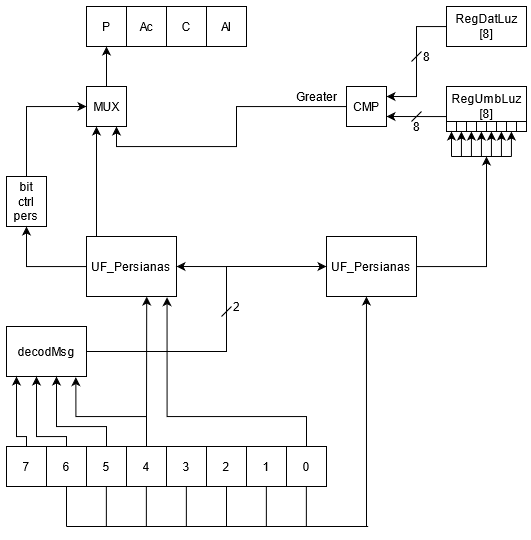 P Ac C Al
RegDatLuz
[8]
8
MUX
Greater
CMP
RegUmbLuz
[8]
8
bit
ctrl
pers
UF_Persianas
UF_Persianas
2
decodMsg
7 6 5 4 3 2 1 0